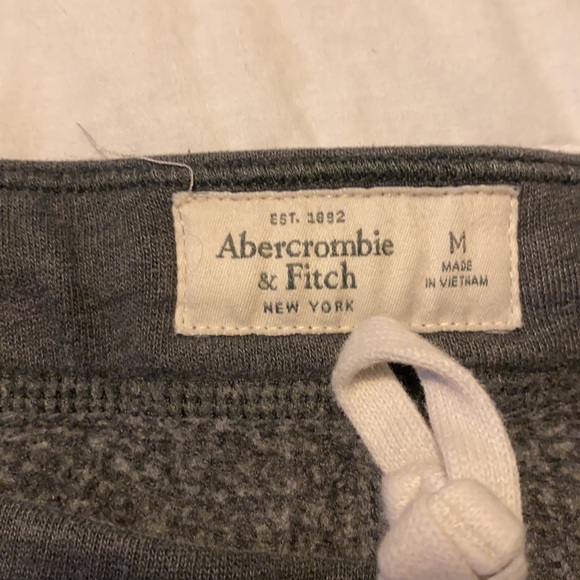 EST. 1892
Abercrombie
& Fitch
NEW YORK
M
MADE
IN VIETNAM